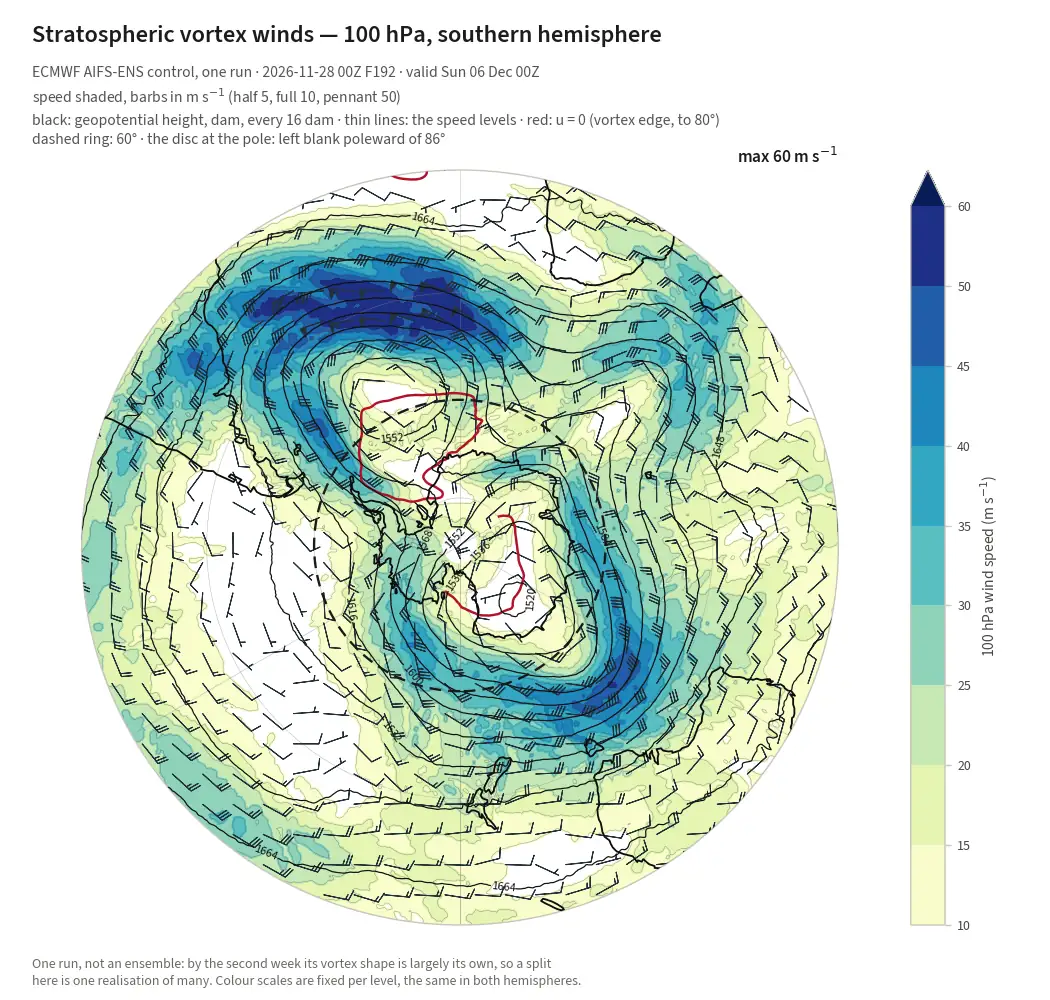 Stratospheric vortex winds — 100 hPa, southern hemisphere
ECMWF AIFS-ENS control, one run · 2026-11-28 00Z F192 · valid Sun 06 Dec 00Z
speed shaded, barbs in m s⁻¹ (half 5, full 10, pennant 50)
black: geopotential height, dam, every 16 dam · thin lines: the speed levels · red: u = 0 (vortex edge, to 80°)
dashed ring: 60° · the disc at the pole: left blank poleward of 86°
max 60 m s⁻¹
1664
60
50
45
40
35
30
25
20
15
10
100 hPa wind speed (m s⁻¹)
1552
1648
1568
1552
1536
1520
1616
1664
1664
One run, not an ensemble: by the second week its vortex shape is largely its own, so a split
here is one realisation of many. Colour scales are fixed per level, the same in both hemispheres.